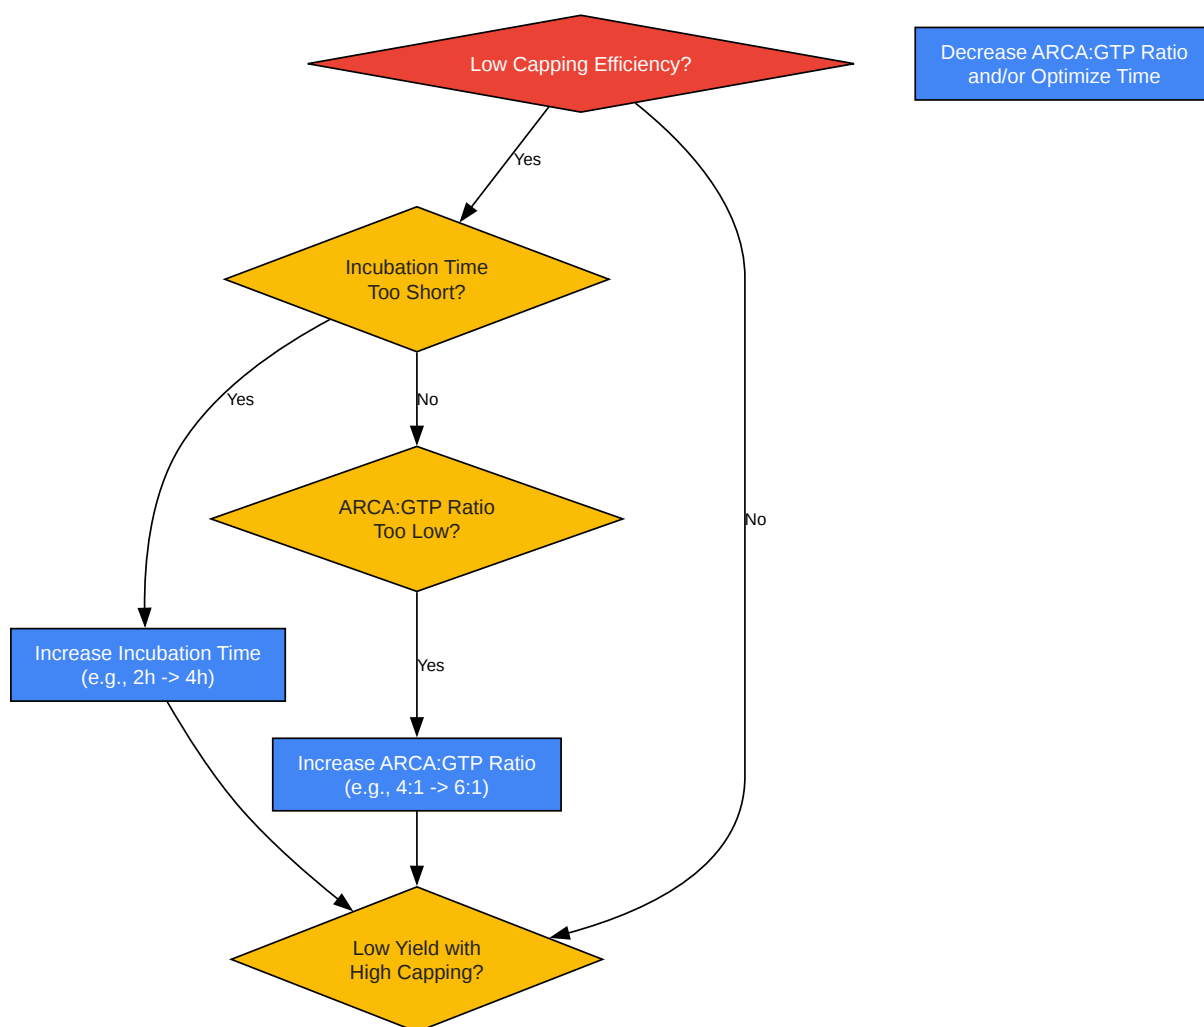 Low Capping Efficiency?
Decrease ARCA:GTP Ratio
and/or Optimize Time
Yes
Incubation Time
Too Short?
Yes
No
ARCA:GTP Ratio
Too Low?
No
Increase Incubation Time
(e.g., 2h -> 4h)
Yes
Increase ARCA:GTP Ratio
(e.g., 4:1 -> 6:1)
Low Yield with
High Capping?